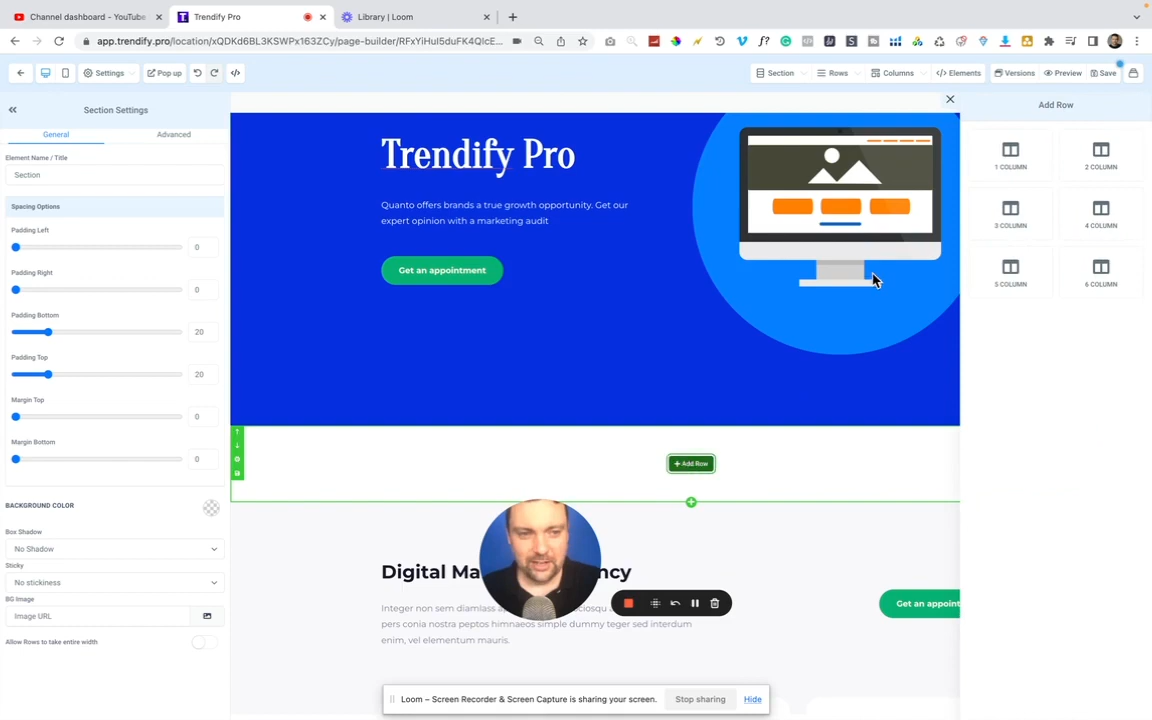 Channel dashboard - YouTube
Trendify Pro
Library | Loom
app.trendify.pro/location/xQDKd6BL3KSWPx163ZCy/page-builder/RFxYiHuI5duFK4QIcE...
Settings
Pop up
Section
Rows
Columns
Elements
Versions
Preview
Save
Section Settings
General
Advanced
Element Name / Title
Section
Spacing Options
Padding Left
0
Padding Right
0
Padding Bottom
20
Padding Top
20
Margin Top
0
Margin Bottom
0
BACKGROUND COLOR
Box Shadow
No Shadow
Sticky
No stickiness
BG Image
Image URL
Allow Rows to take entire width
Trendify Pro
Quanto offers brands a true growth opportunity. Get our
expert opinion with a marketing audit
Get an appointment
+ Add Row
Digital Ma ncy
Integer non sem diamlass a ociosqu
pers conia nostra peptos himnaeos simple dummy teger sed interdum
enim, vel elementum mauris.
Get an appoint
Loom – Screen Recorder & Screen Capture is sharing your screen.
Stop sharing
Hide
Add Row
1 COLUMN
2 COLUMN
3 COLUMN
4 COLUMN
5 COLUMN
6 COLUMN